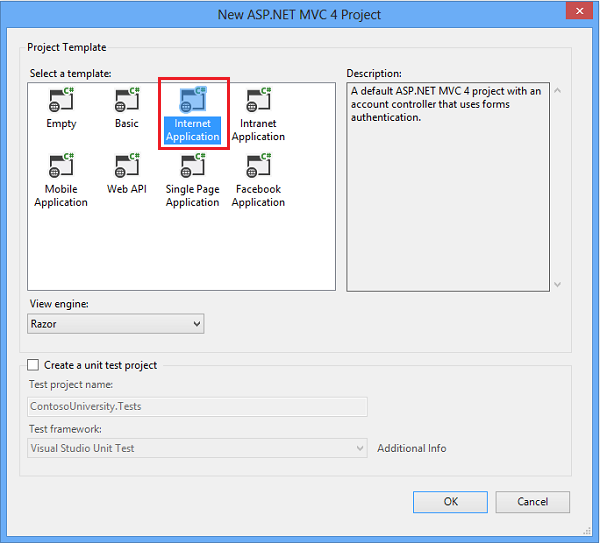 New ASP.NET MVC 4 Project
Project Template
Select a template:
Description:
C# C# C# C#
Empty Basic Internet Application Intranet Application
C# C# C# C#
Mobile Application Web API Single Page Application Facebook Application
A default ASP.NET MVC 4 project with an
account controller that uses forms
authentication.
View engine:
Razor
Create a unit test project
Test project name:
ContosoUniversity.Tests
Test framework:
Visual Studio Unit Test
Additional Info
OK
Cancel